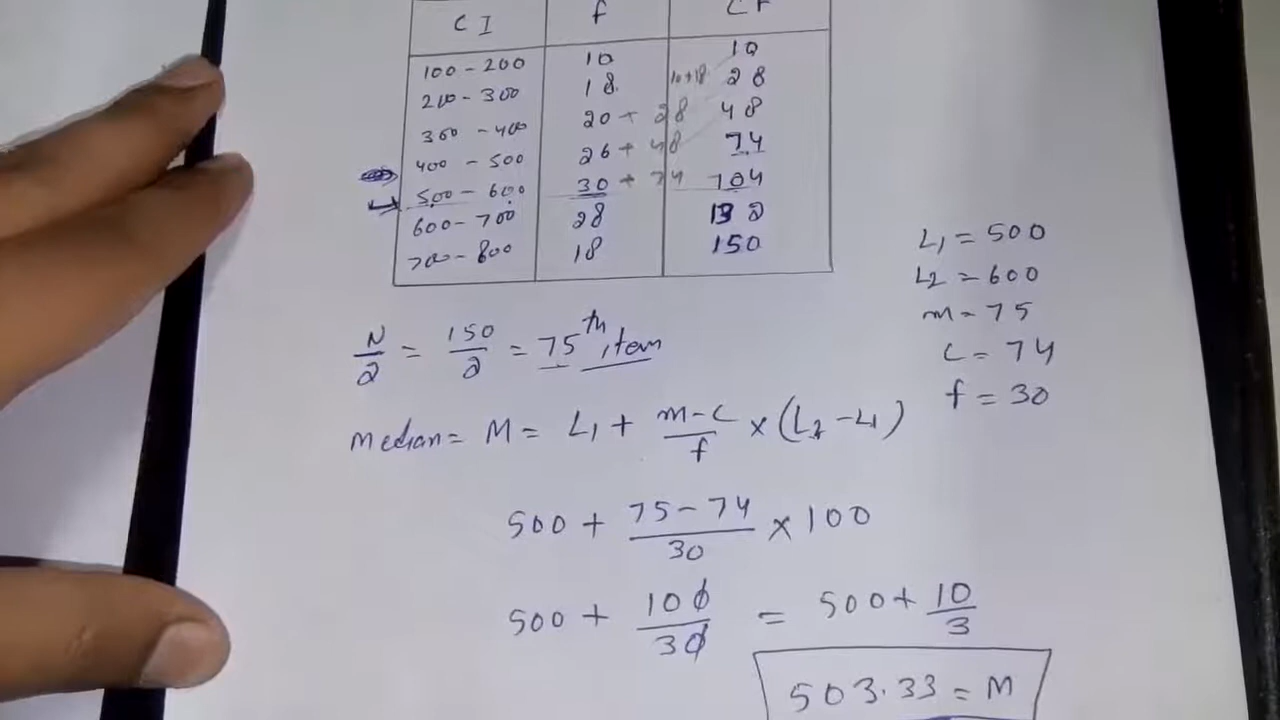 CI f CF
100-200 10 10
200-300 18. 10+18 28
300-400 20+28 48
400-500 26+48 74
500-600 30+74 104
600-700 28 132
700-800 18 150
L1=500
L2=600
m=75
c=74
f=30
N/2 = 150/2 = 75th item
median= M= L1+ m-c/f ×(L2-L1)
500+ 75-74/30 ×100
500+ 100/30 = 500+ 10/3
503.33=M